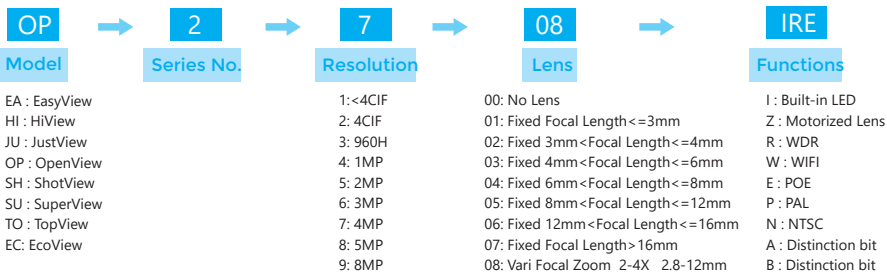 OP 2 7 08 IRE
Model Series No. Resolution Lens Functions
EA : EasyView 1:<4CIF 00: No Lens I : Built-in LED
HI : HiView 2: 4CIF 01: Fixed Focal Length<=3mm Z : Motorized Lens
JU : JustView 3: 960H 02: Fixed 3mm<Focal Length<=4mm R : WDR
OP : OpenView 4: 1MP 03: Fixed 4mm<Focal Length<=6mm W : WIFI
SH : ShotView 5: 2MP 04: Fixed 6mm<Focal Length<=8mm E : POE
SU : SuperView 6: 3MP 05: Fixed 8mm<Focal Length<=12mm P : PAL
TO : TopView 7: 4MP 06: Fixed 12mm<Focal Length<=16mm N : NTSC
EC: EcoView 8: 5MP 07: Fixed Focal Length>16mm A : Distinction bit
9: 8MP 08: Vari Focal Zoom 2-4X 2.8-12mm B : Distinction bit